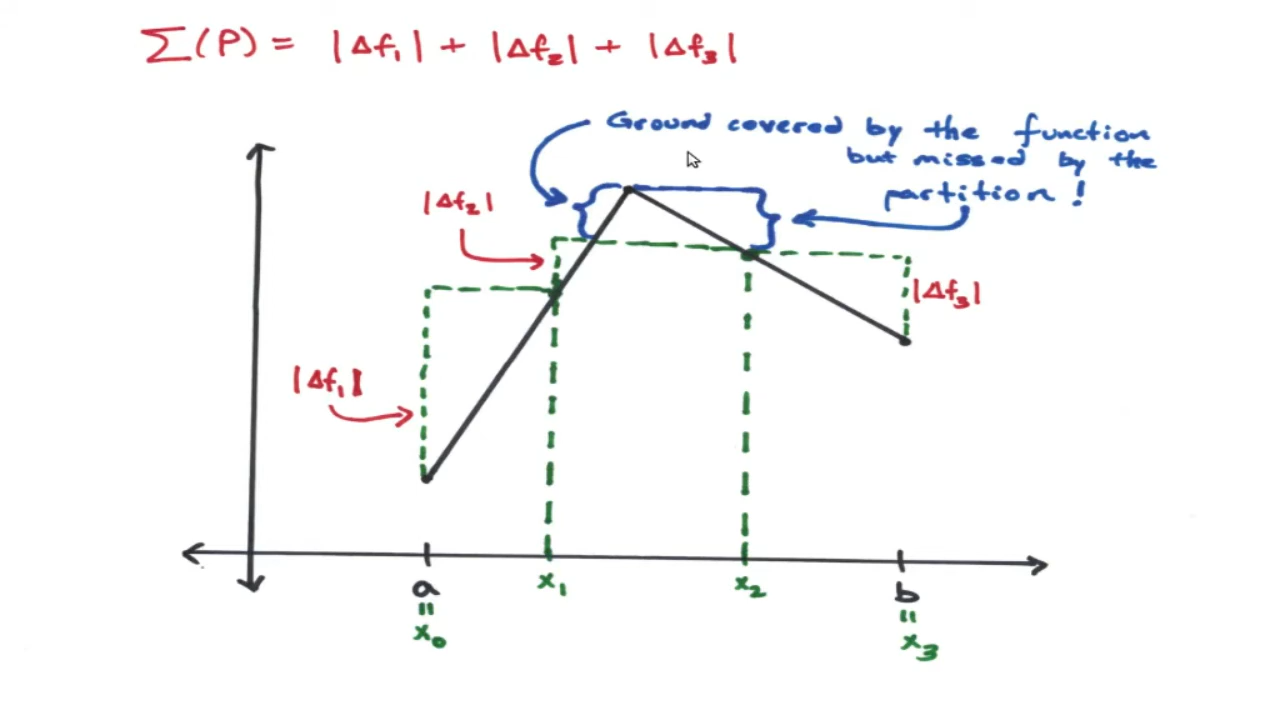 Σ(P) = |Δf₁| + |Δf₂| + |Δf₃|
Ground covered by the function
but missed by the
partition!
|Δf₂|
|Δf₃|
|Δf₁|
a x₁ x₂ b
= =
x₀ x₃